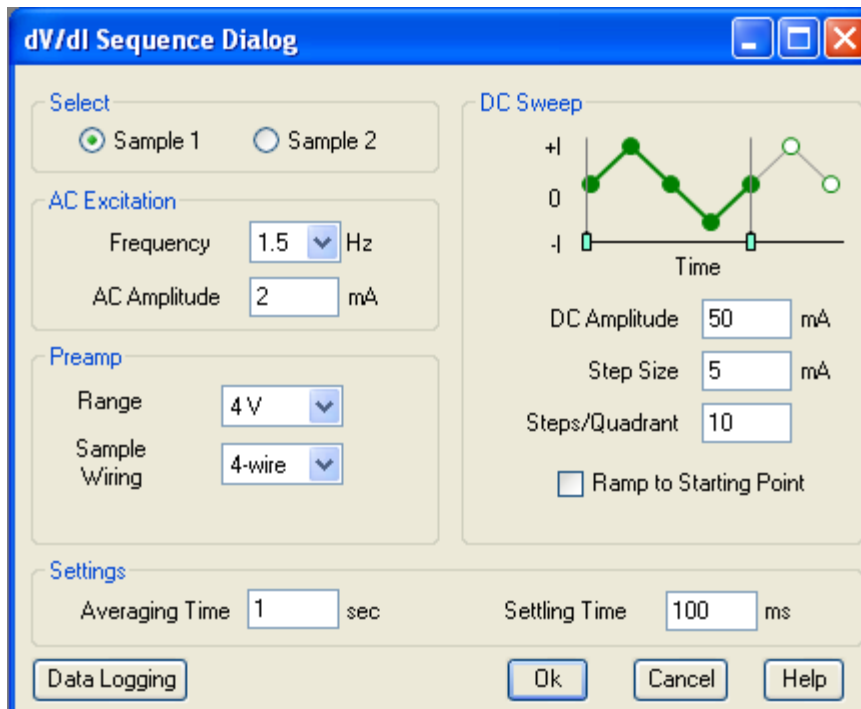 dV/dI Sequence Dialog
Select
Sample 1 Sample 2
AC Excitation
Frequency 1.5 Hz
AC Amplitude 2 mA
Preamp
Range 4 V
Sample
Wiring 4-wire
DC Sweep
+I
0
-I
Time
DC Amplitude 50 mA
Step Size 5 mA
Steps/Quadrant 10
Ramp to Starting Point
Settings
Averaging Time 1 sec Settling Time 100 ms
Data Logging Ok Cancel Help